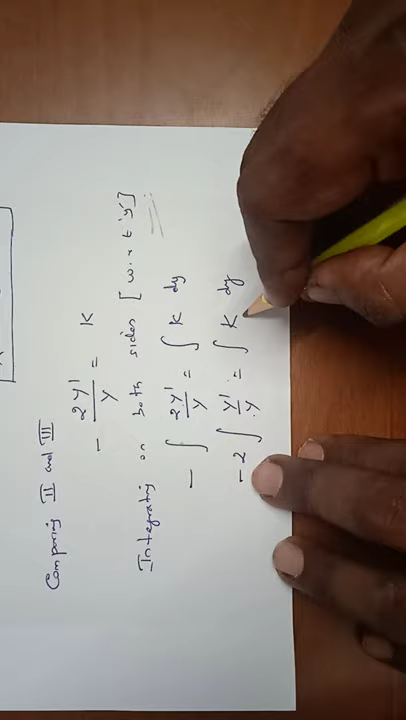 Comparing II and III
- 2Y'/Y = K
Integrating on both sides [w.r.t 'y']
- ∫ 2Y'/Y = ∫ K dy
-2 ∫ Y'/Y = ∫ K dy